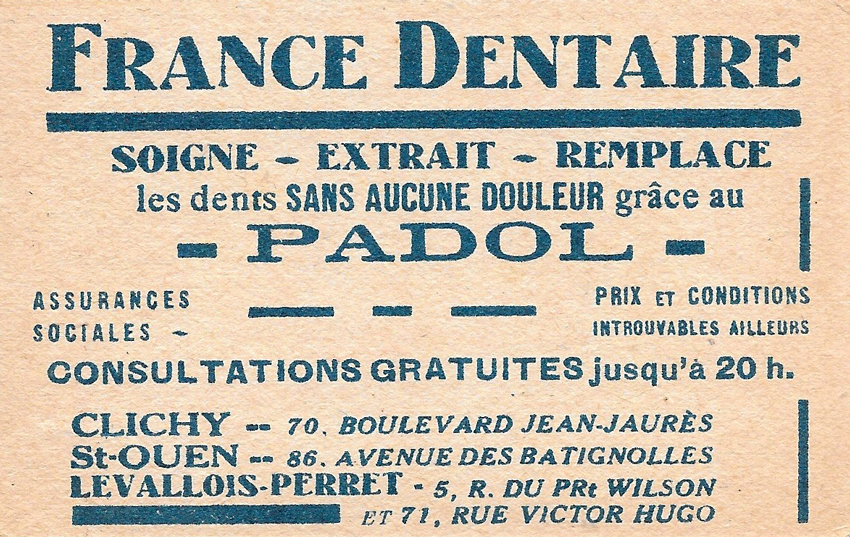 FRANCE DENTAIRE
SOIGNE - EXTRAIT - REMPLACE
les dents SANS AUCUNE DOULEUR grâce au
- PADOL -
ASSURANCES
SOCIALES -
PRIX ET CONDITIONS
INTROUVABLES AILLEURS
CONSULTATIONS GRATUITES jusqu'à 20 h.
CLICHY -- 70, BOULEVARD JEAN-JAURÈS
St-OUEN -- 86, AVENUE DES BATIGNOLLES
LEVALLOIS-PERRET - 5, R. DU PRt WILSON
ET 71, RUE VICTOR HUGO